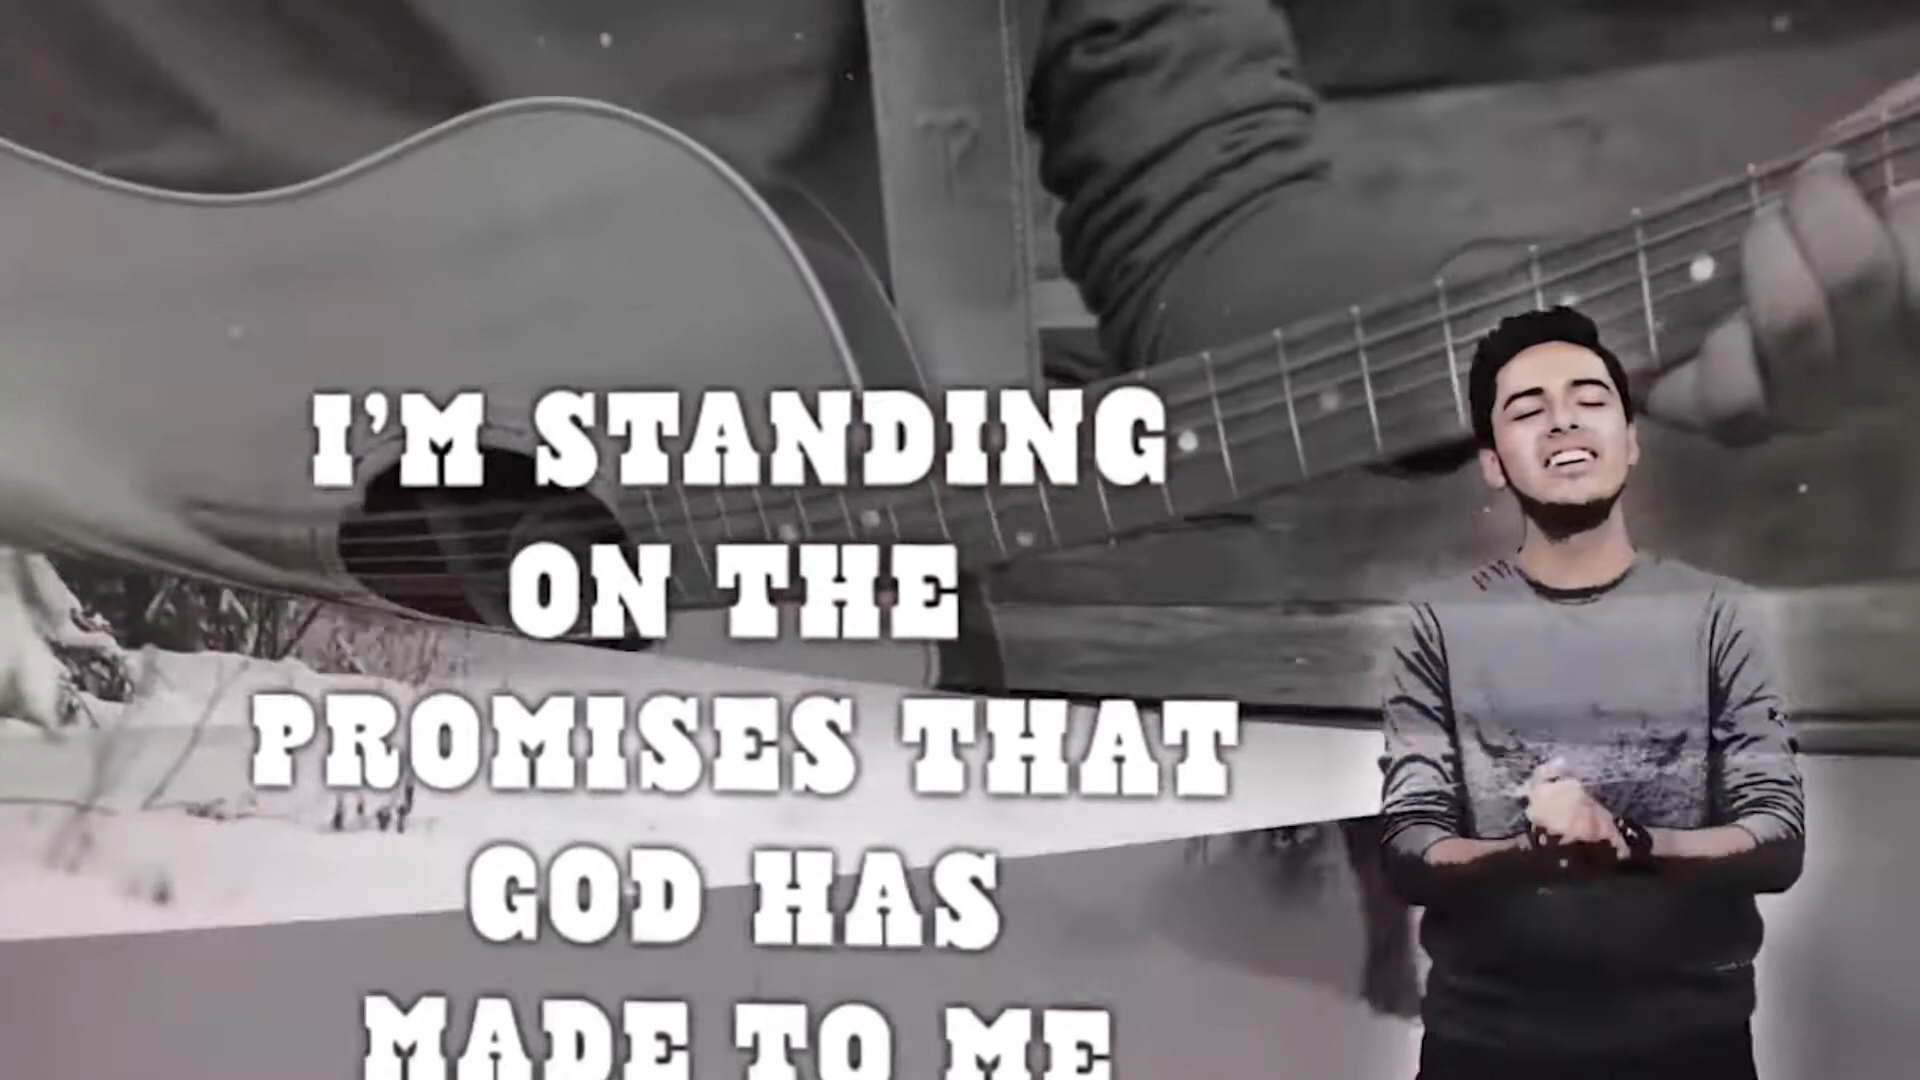 I'M STANDING
ON THE
PROMISES THAT
GOD HAS
MADE TO ME